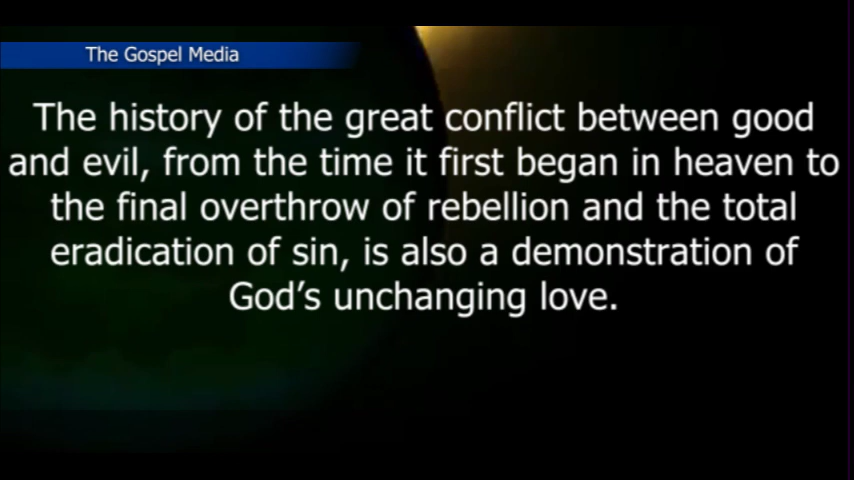 The Gospel Media
The history of the great conflict between good
and evil, from the time it first began in heaven to
the final overthrow of rebellion and the total
eradication of sin, is also a demonstration of
God's unchanging love.